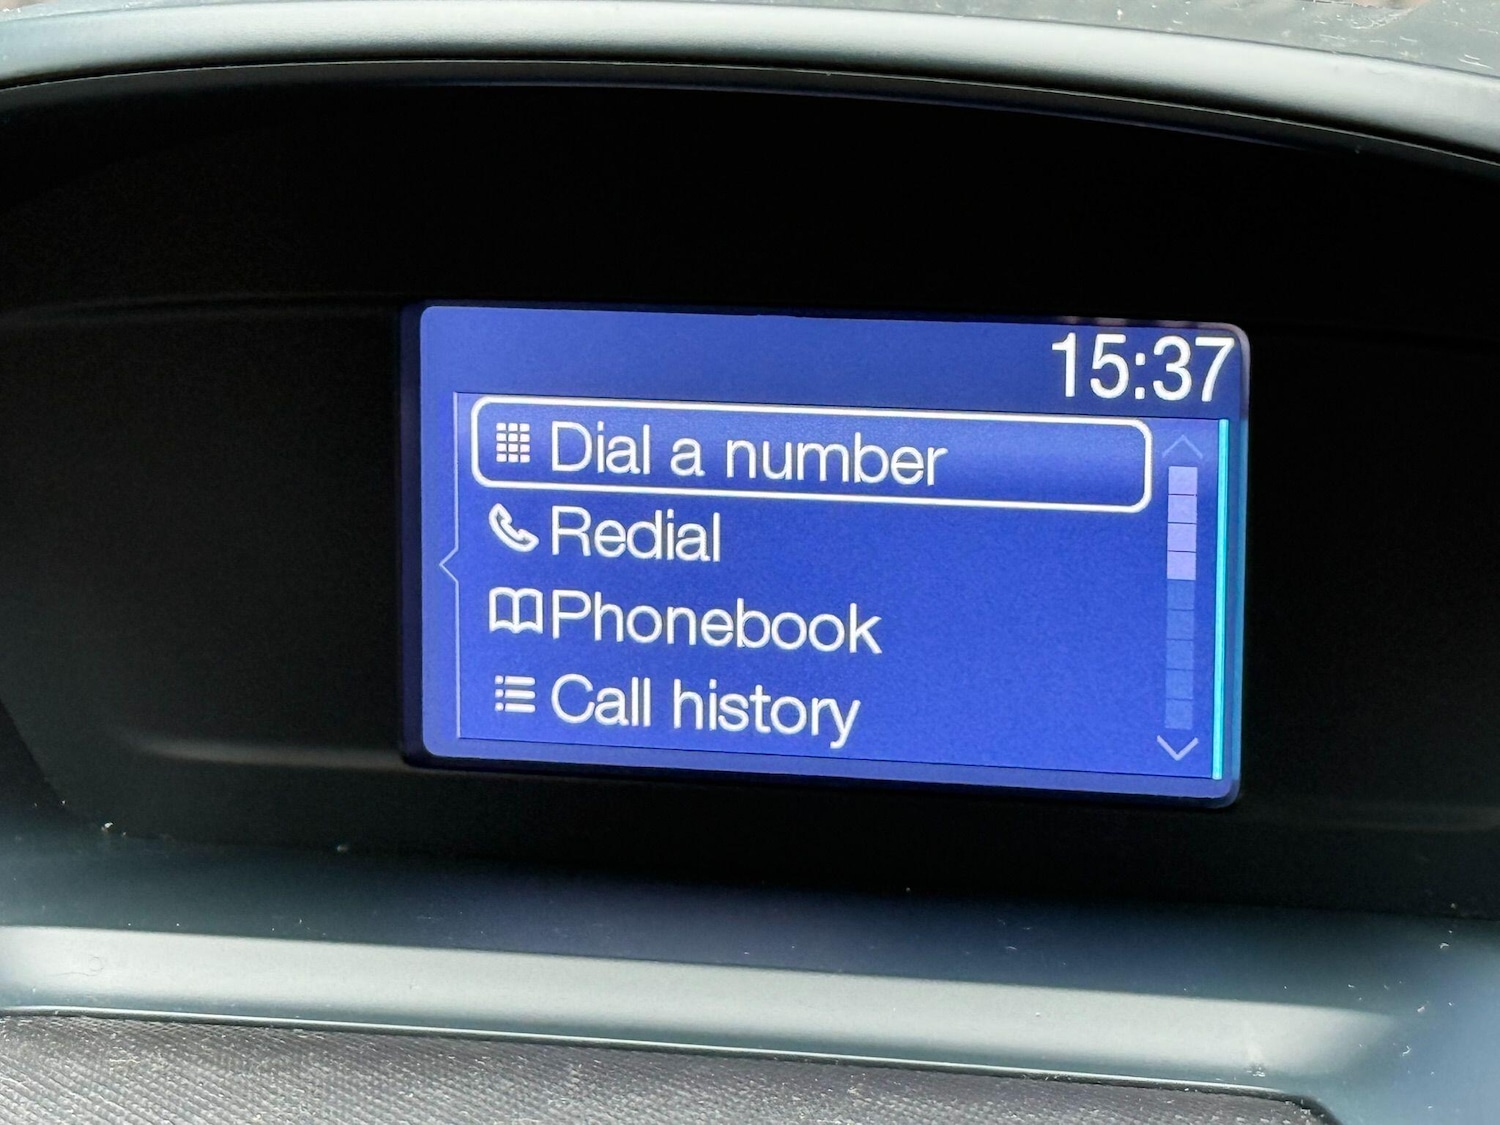 15:37
Dial a number
Redial
Phonebook
Call history